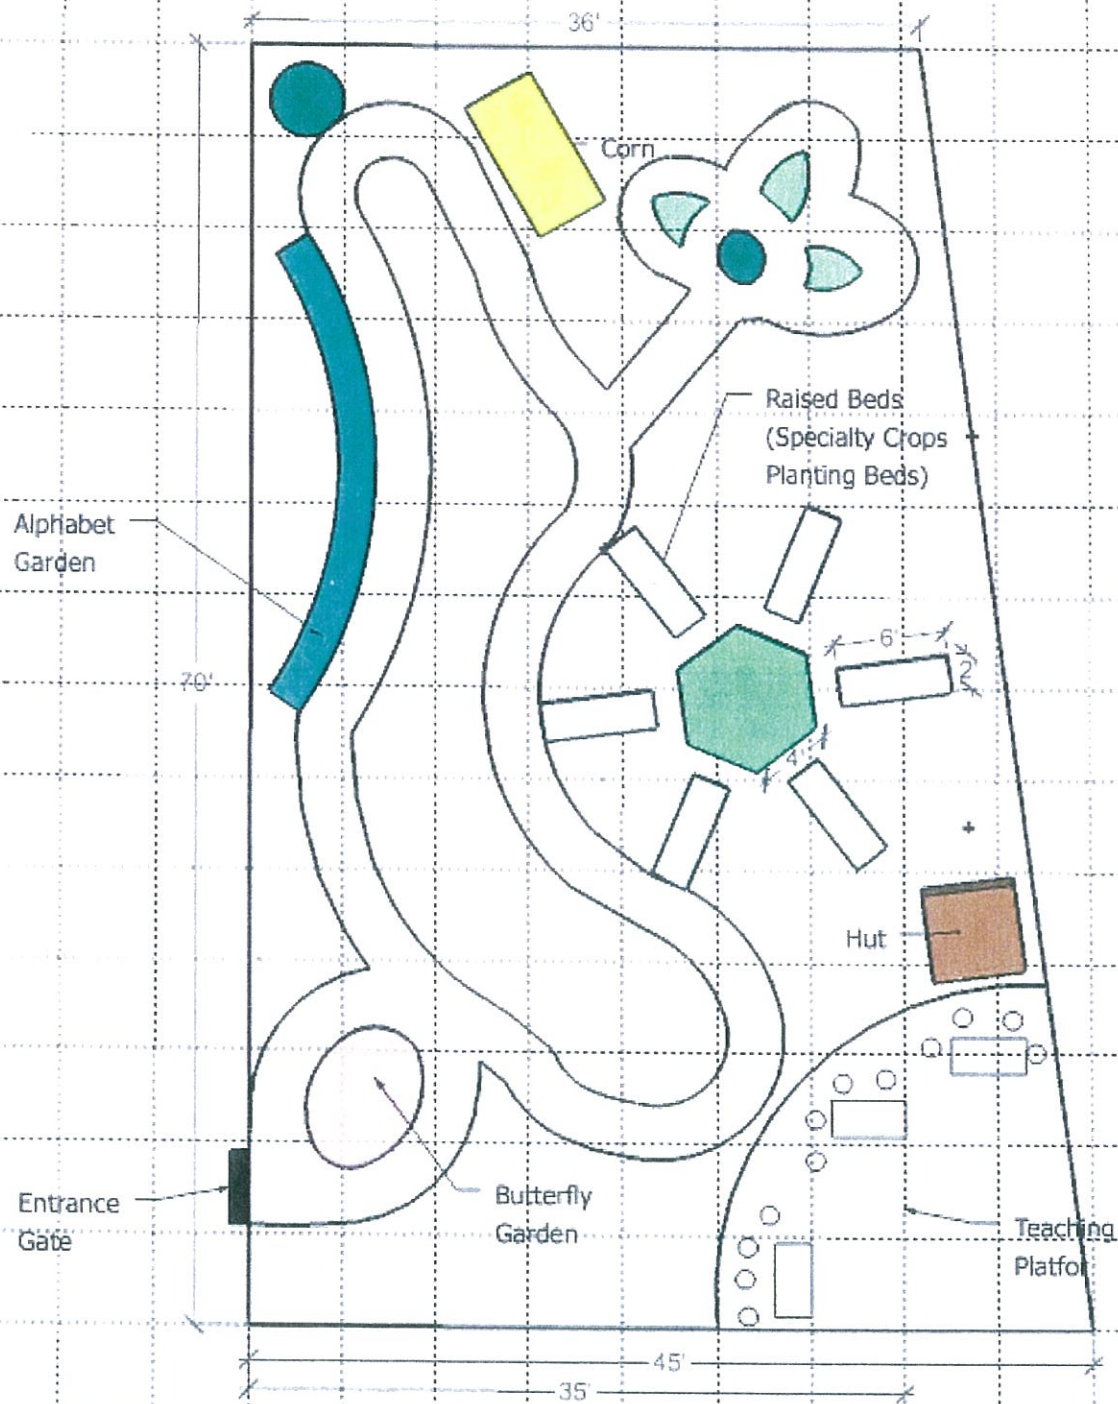 36'
Corn
Raised Beds
(Specialty Crops
Planting Beds)
Alphabet
Garden
6'
2'
70'
4'
Hut
Entrance
Gate
Butterfly
Garden
Teaching
Platfor
45'
35'